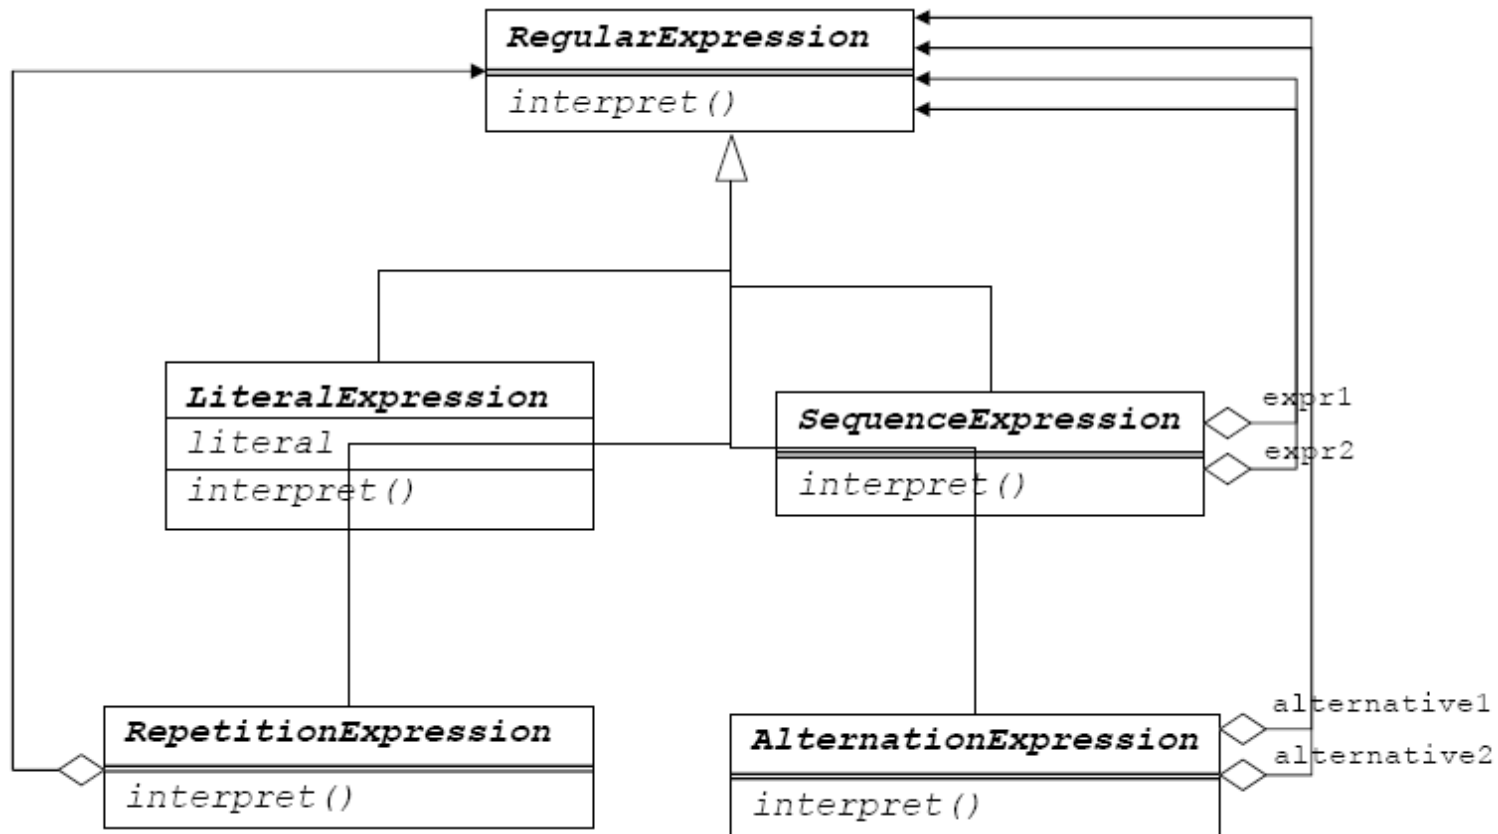 RegularExpression
interpret()
LiteralExpression
literal
interpret()
SequenceExpression
interpret()
expr1
expr2
RepetitionExpression
interpret()
AlternationExpression
interpret()
alternative1
alternative2